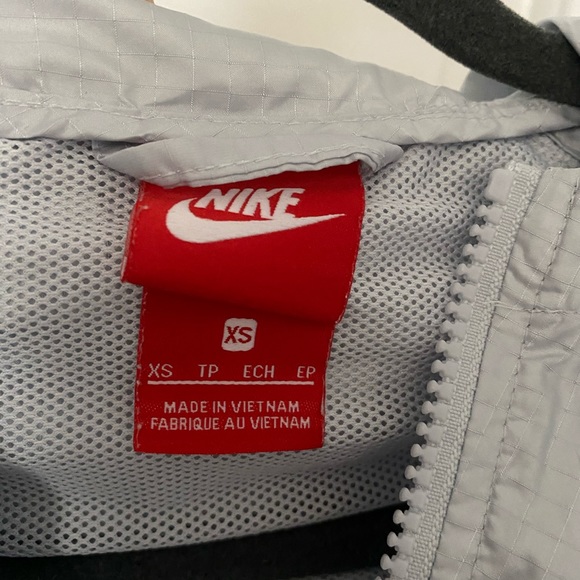 NIKE
XS
XS TP ECH EP
MADE IN VIETNAM
FABRIQUE AU VIETNAM